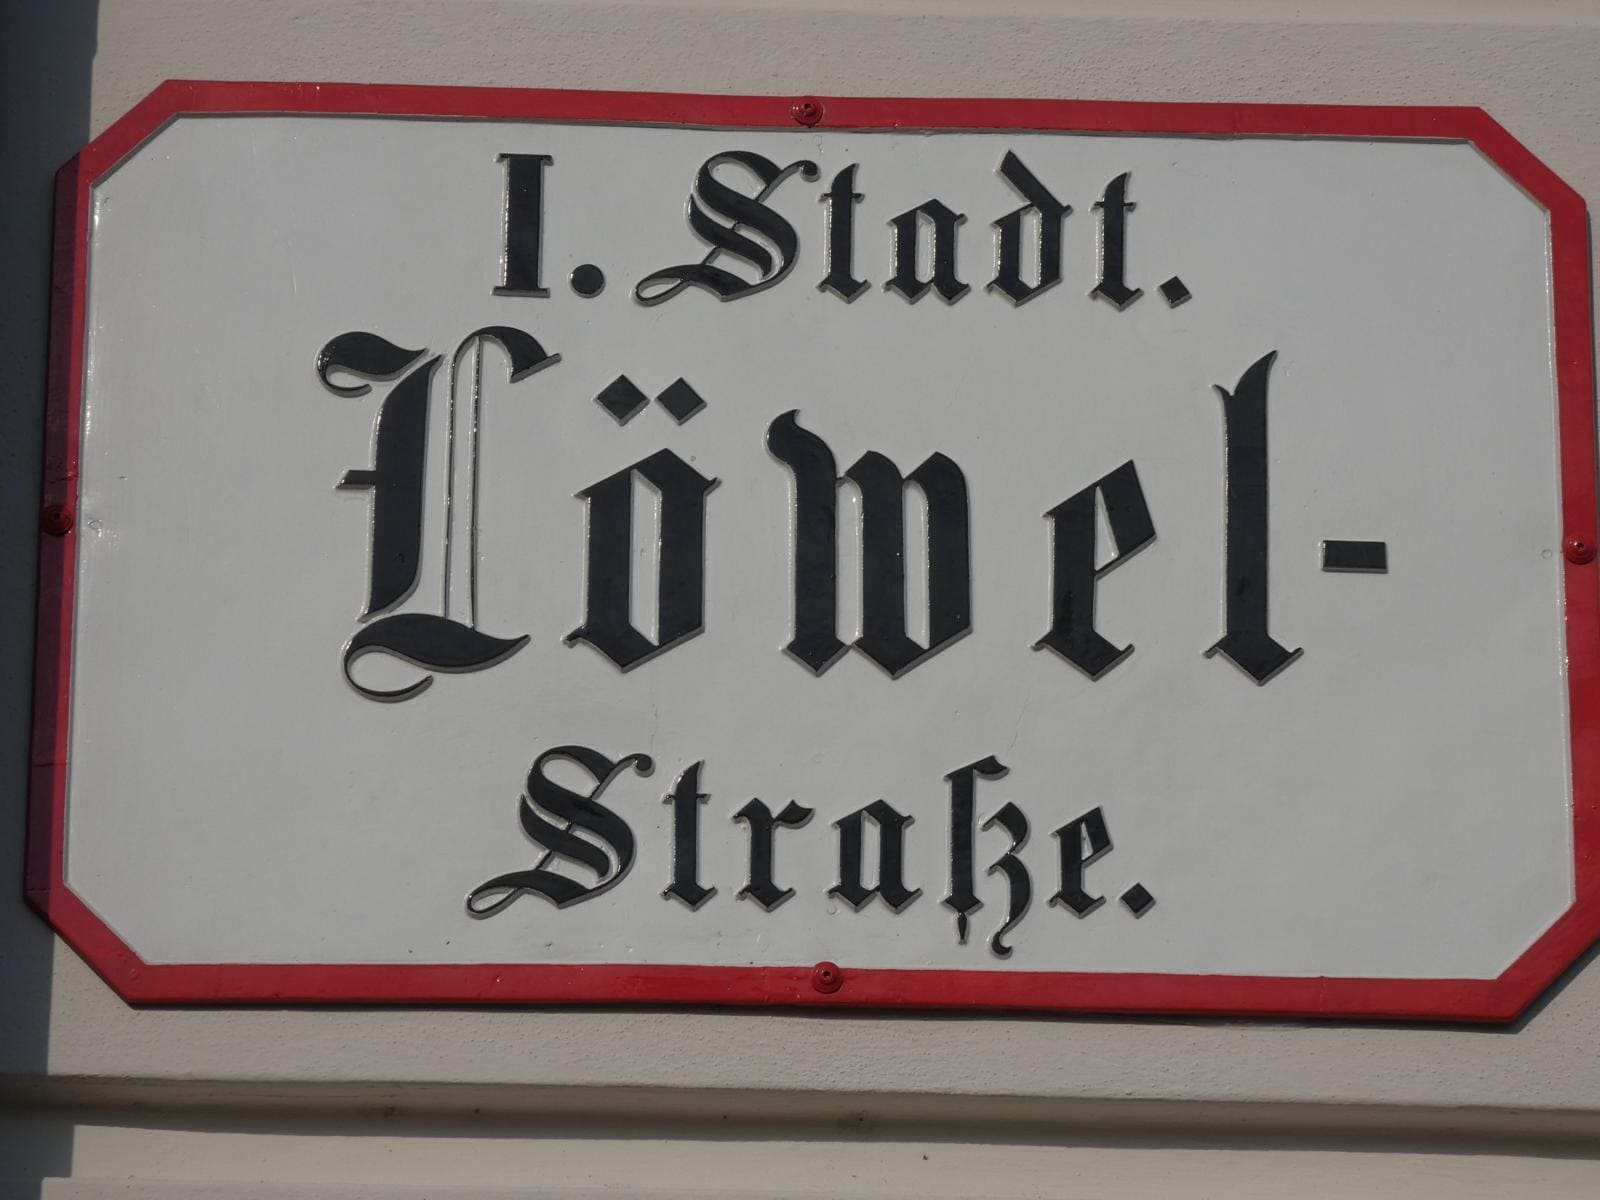 I. Stadt.
Löwel-
Straße.